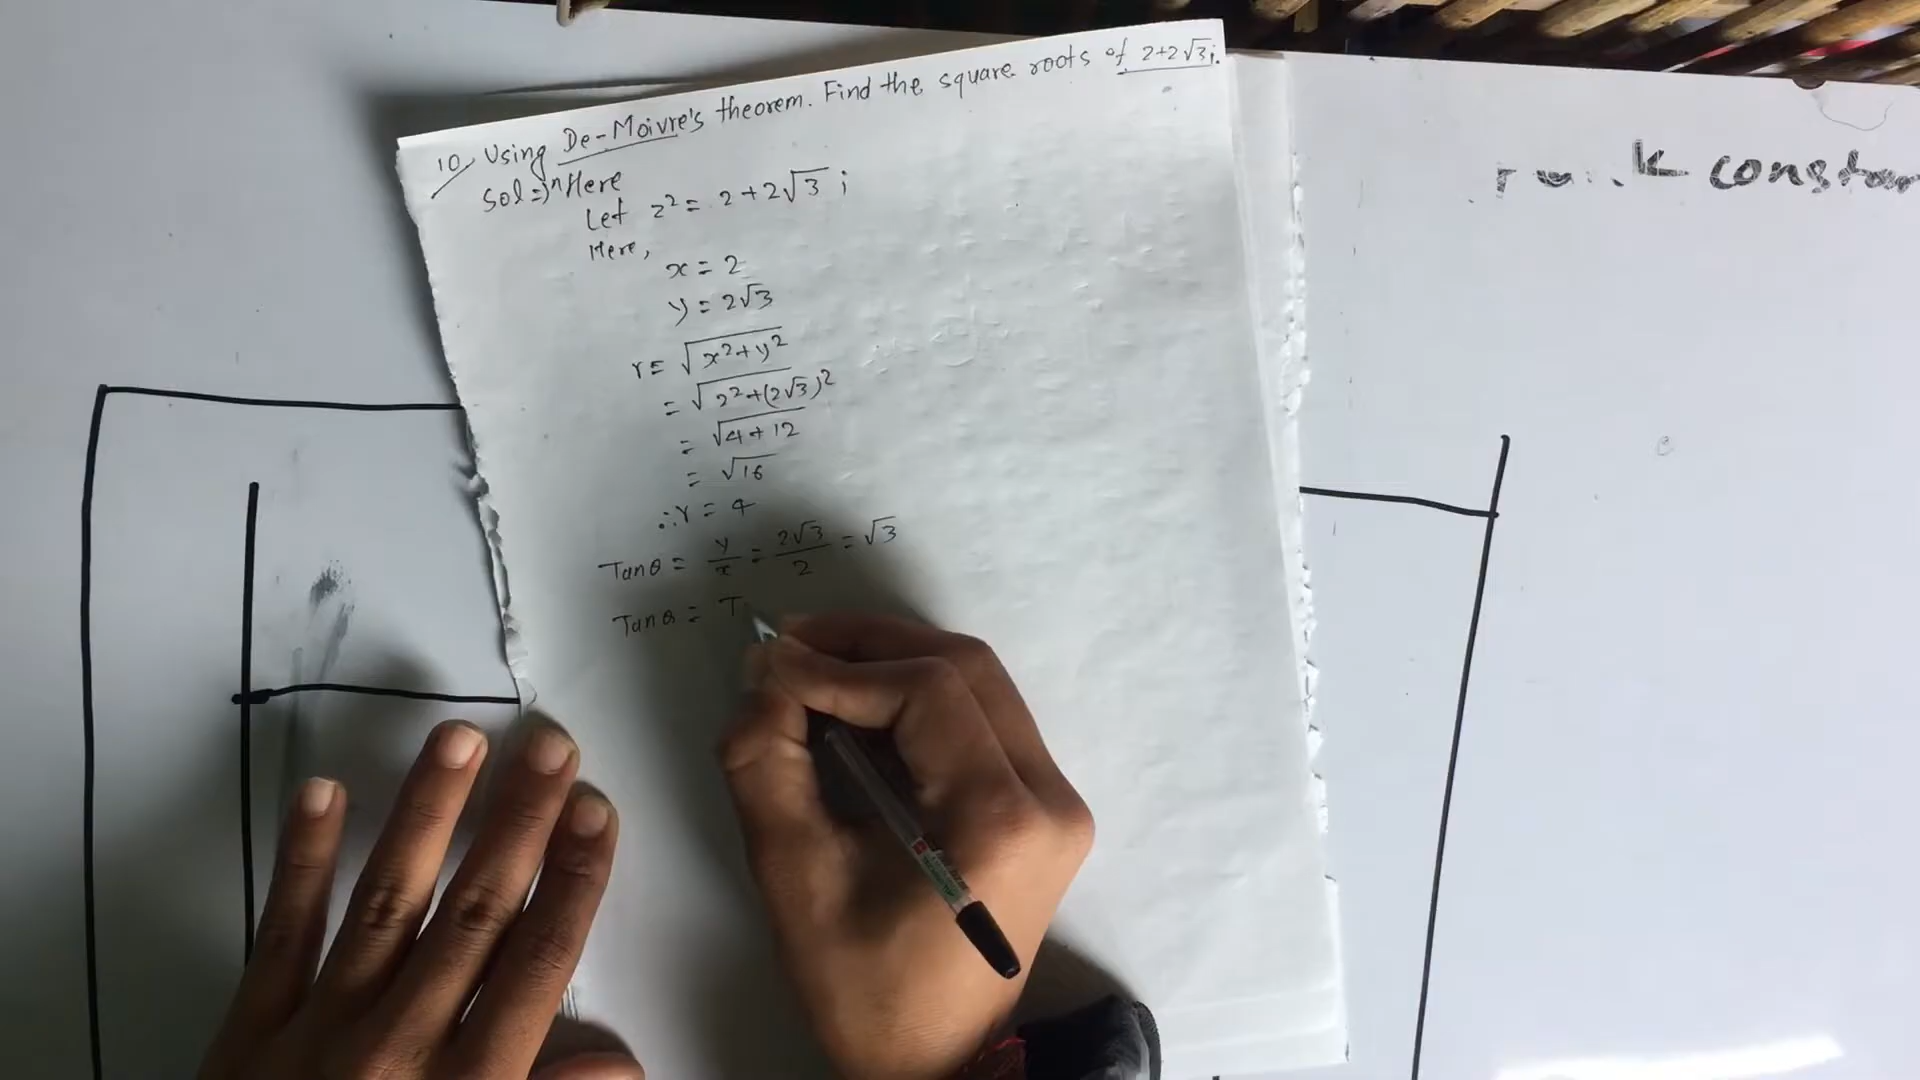 10, Using De-Moivre's theorem. Find the square roots of 2+2√3i.
Sol⇒n Here
Let z² = 2+2√3 i
Here,
x = 2
y = 2√3
r = √x²+y²
= √2²+(2√3)²
= √4+12
= √16
∴r = 4
Tanθ = y/x = 2√3/2 = √3
Tanθ = T
k constan